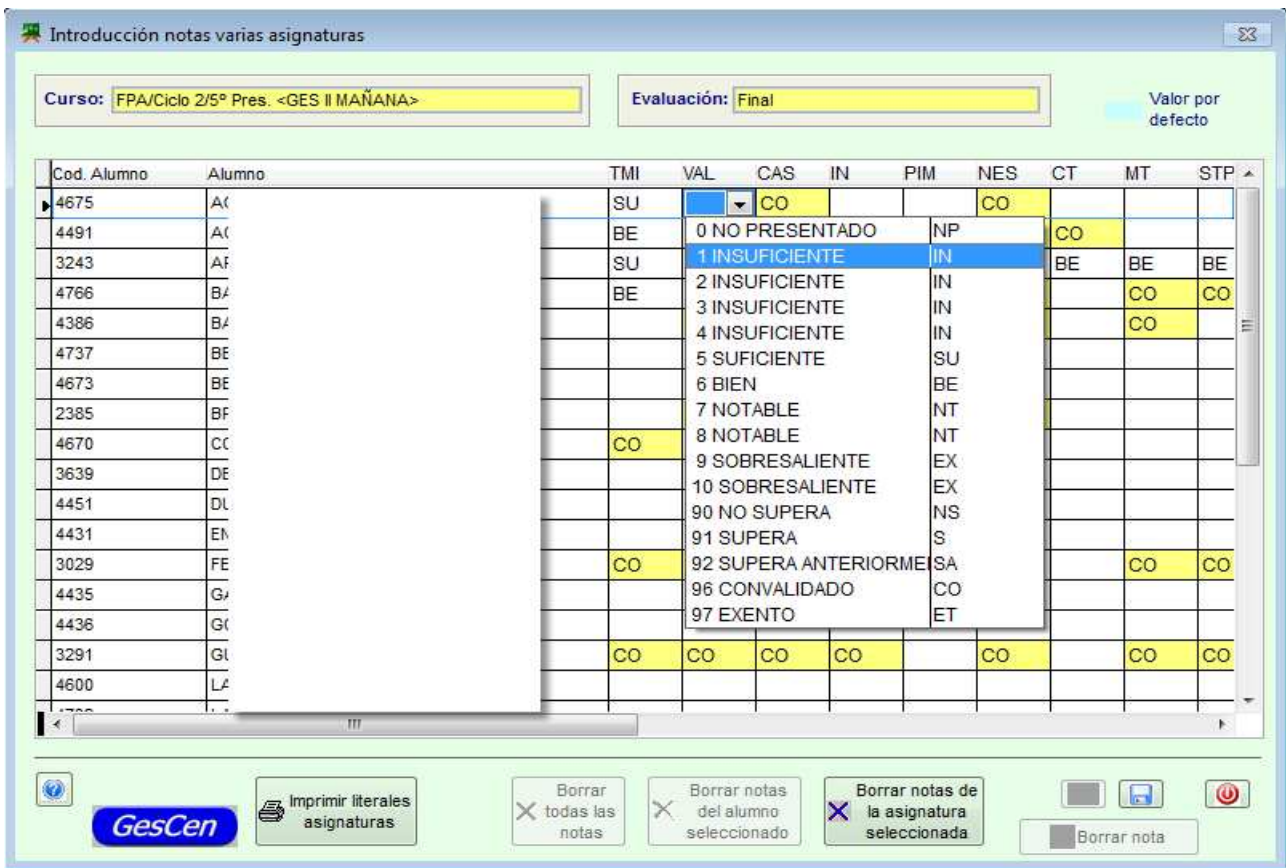 Introducción notas varias asignaturas
Curso: FPA/Ciclo 2/5º Pres. <GES II MAÑANA>
Evaluación: Final
Valor por
defecto
Cod. Alumno Alumno TMI VAL CAS IN PIM NES CT MT STP
4675 SU CO CO
4491 BE CO
3243 SU BE BE BE
4766 BE CO CO
4386 CO
4737
4673
2385
4670 CO
3639
4451
4431
3029 CO CO CO
4435
4436
3291 CO CO CO CO CO CO CO
4600
0 NO PRESENTADO NP
1 INSUFICIENTE IN
2 INSUFICIENTE IN
3 INSUFICIENTE IN
4 INSUFICIENTE IN
5 SUFICIENTE SU
6 BIEN BE
7 NOTABLE NT
8 NOTABLE NT
9 SOBRESALIENTE EX
10 SOBRESALIENTE EX
90 NO SUPERA NS
91 SUPERA S
92 SUPERA ANTERIORME SA
96 CONVALIDADO CO
97 EXENTO ET
GesCen
Imprimir literales
asignaturas
Borrar
todas las
notas
Borrar notas
del alumno
seleccionado
Borrar notas de
la asignatura
seleccionada
Borrar nota